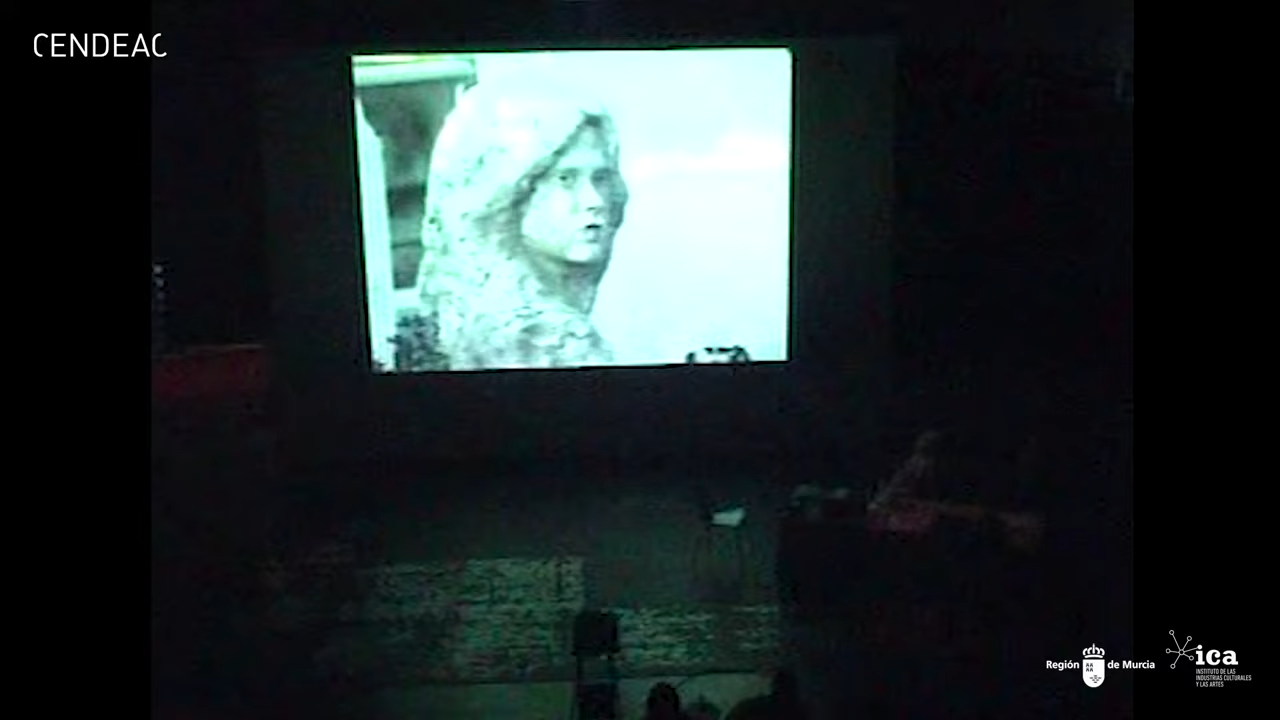 CENDEAC
Región de Murcia
ica
INSTITUTO DE LAS
INDUSTRIAS CULTURALES
Y LAS ARTES